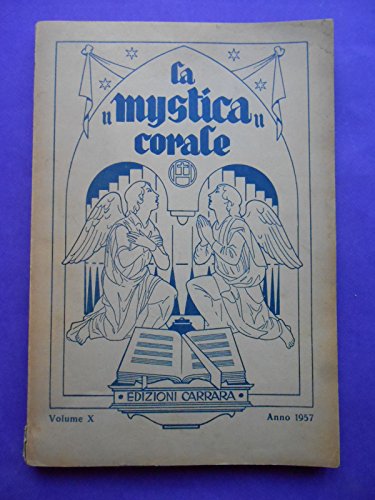 La
"mystica"
corale
EDIZIONI CARRARA
Volume X Anno 1957